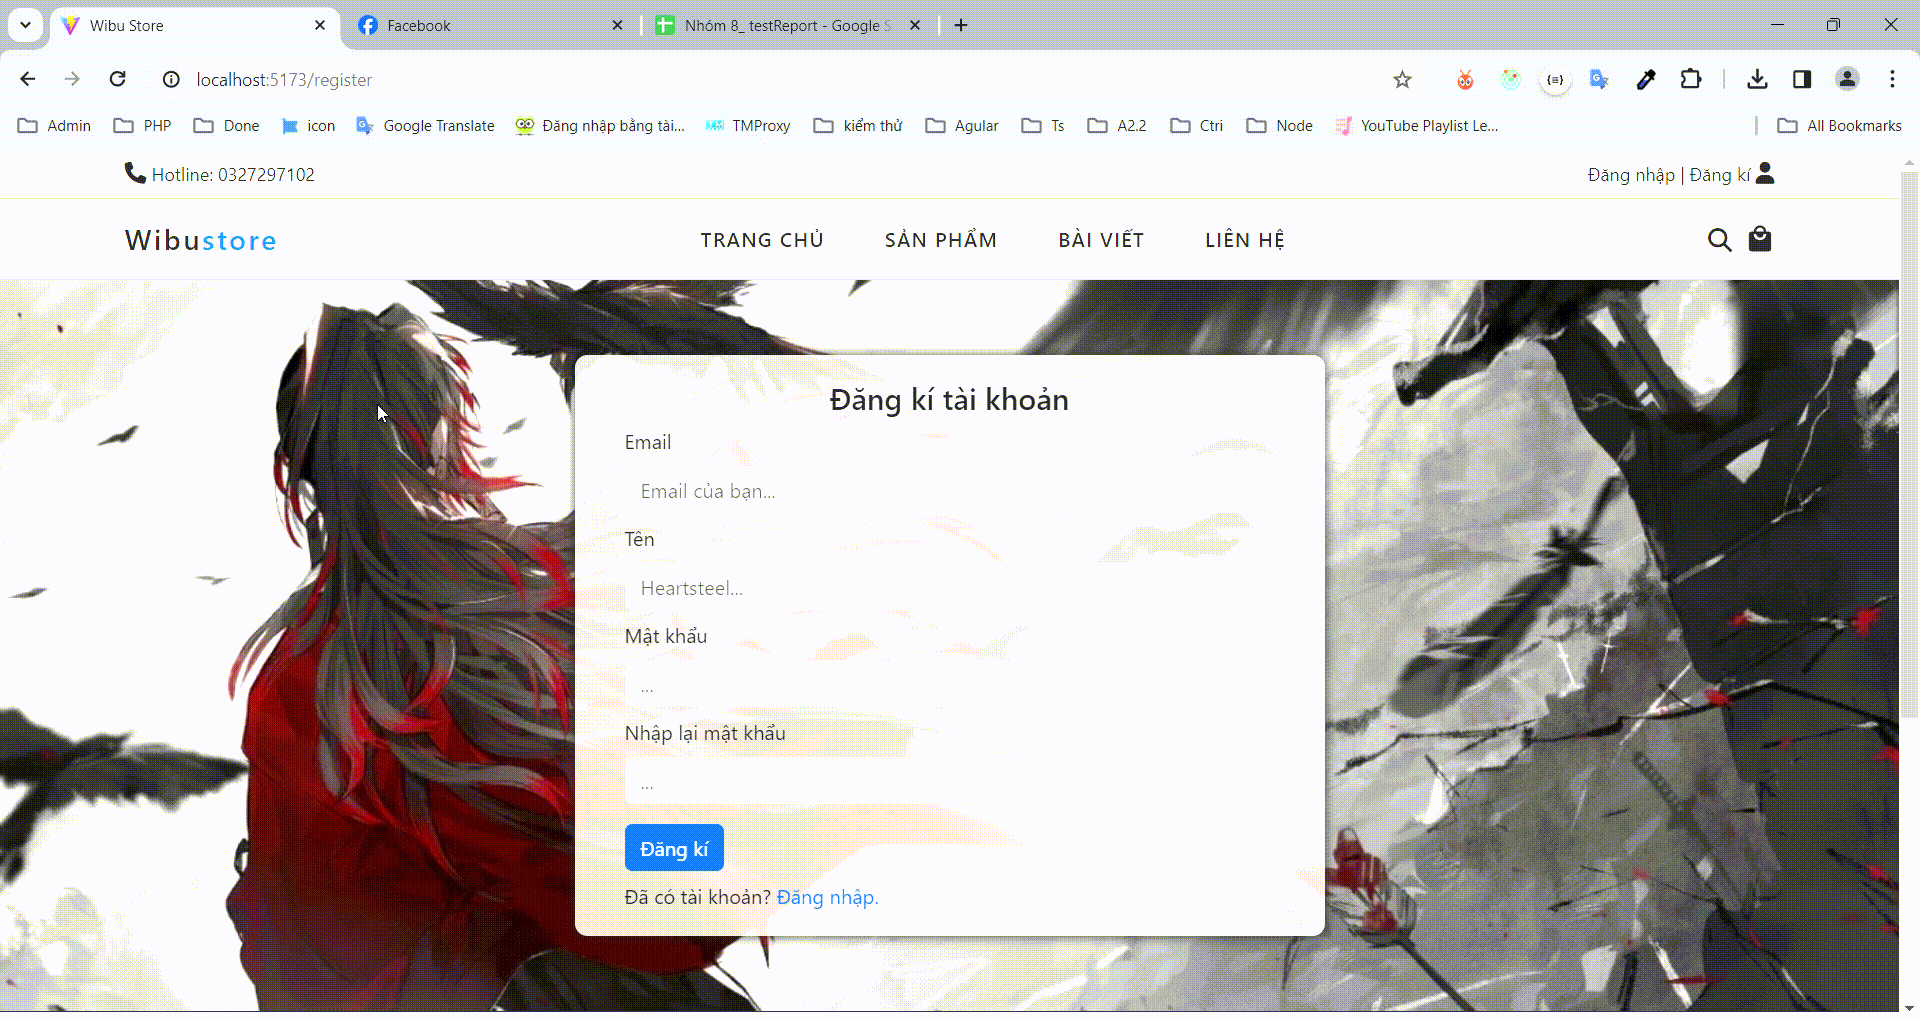 Wibu Store
Facebook
Nhóm 8_ testReport - Google S
localhost:5173/register
Admin
PHP
Done
icon
Google Translate
Đăng nhập bằng tài...
TMProxy
kiểm thử
Agular
Ts
A2.2
Ctri
Node
YouTube Playlist Le...
All Bookmarks
Hotline: 0327297102
Đăng nhập | Đăng kí
Wibustore
TRANG CHỦ
SẢN PHẨM
BÀI VIẾT
LIÊN HỆ
Đăng kí tài khoản
Email
Email của bạn...
Tên
Heartsteel...
Mật khẩu
...
Nhập lại mật khẩu
...
Đăng kí
Đã có tài khoản? Đăng nhập.